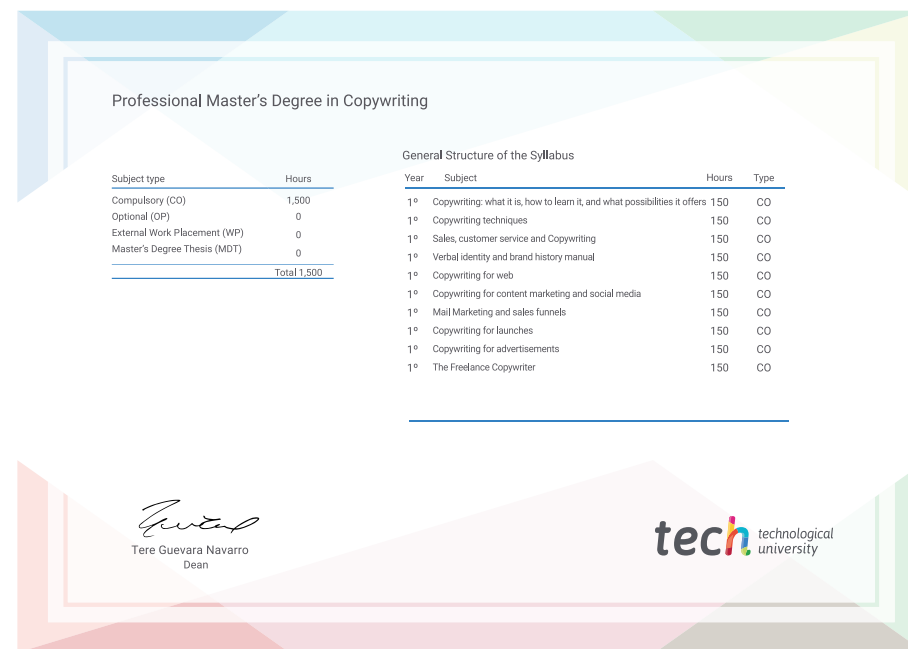 Professional Master's Degree in Copywriting
Subject type Hours
Compulsory (CO) 1,500
Optional (OP) 0
External Work Placement (WP) 0
Master's Degree Thesis (MDT) 0
Total 1,500
General Structure of the Syllabus
Year Subject Hours Type
1º Copywriting: what it is, how to learn it, and what possibilities it offers 150 CO
1º Copywriting techniques 150 CO
1º Sales, customer service and Copywriting 150 CO
1º Verbal identity and brand history manual 150 CO
1º Copywriting for web 150 CO
1º Copywriting for content marketing and social media 150 CO
1º Mail Marketing and sales funnels 150 CO
1º Copywriting for launches 150 CO
1º Copywriting for advertisements 150 CO
1º The Freelance Copywriter 150 CO
Tere Guevara Navarro
Dean
tech technological
university